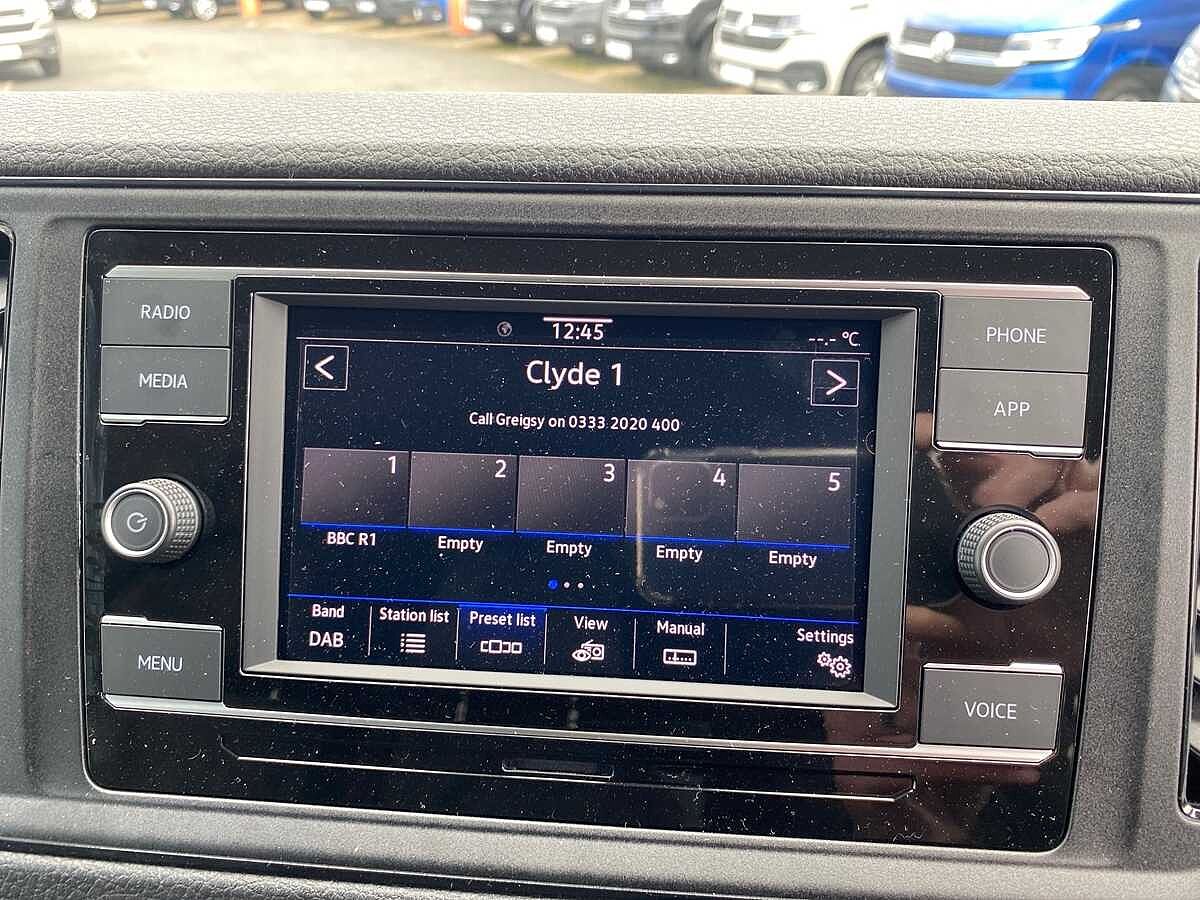 12:45
--.- °C
RADIO
PHONE
<
Clyde 1
>
MEDIA
APP
Call Greigsy on 0333 2020 400
1 2 3 4 5
BBC R1 Empty Empty Empty Empty
Band Station list Preset list View Manual Settings
DAB
MENU
VOICE